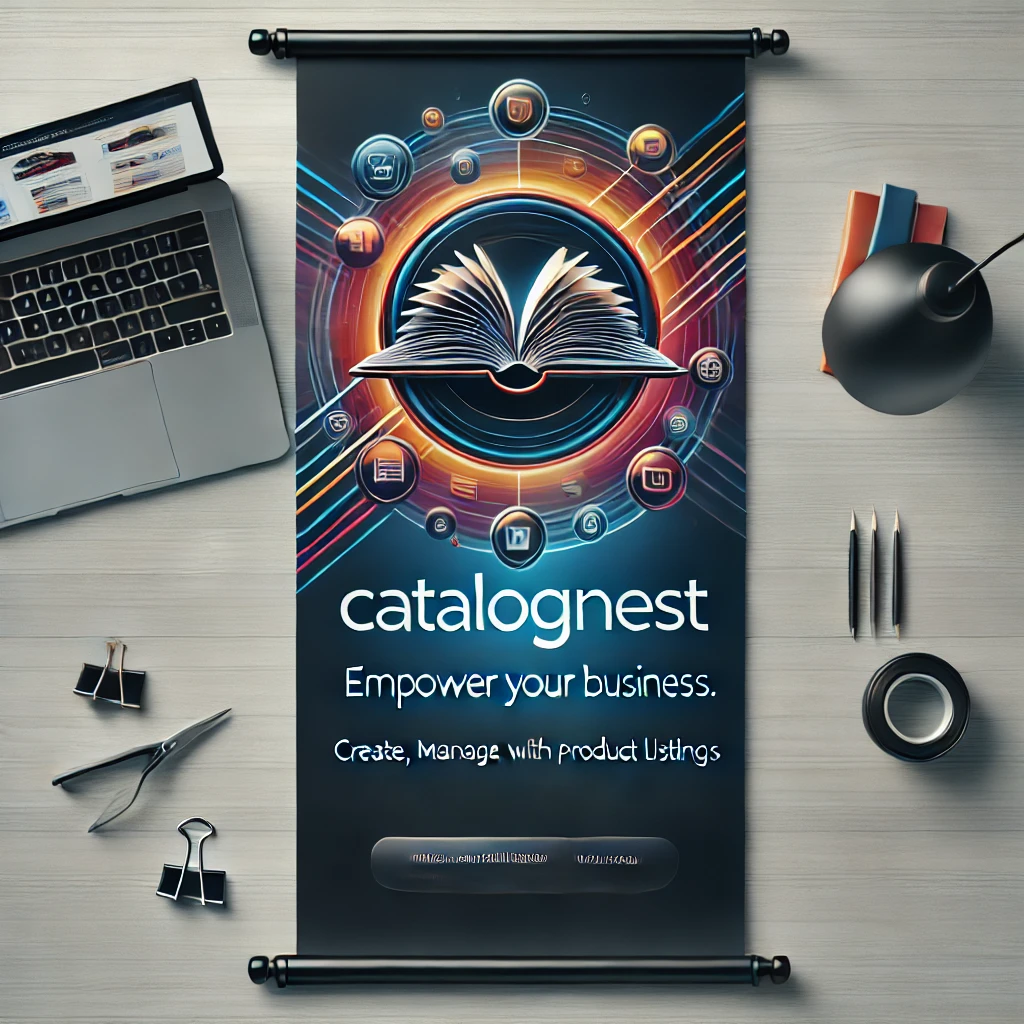 catalognest
Empower your business.
Create, Manage with product Listings